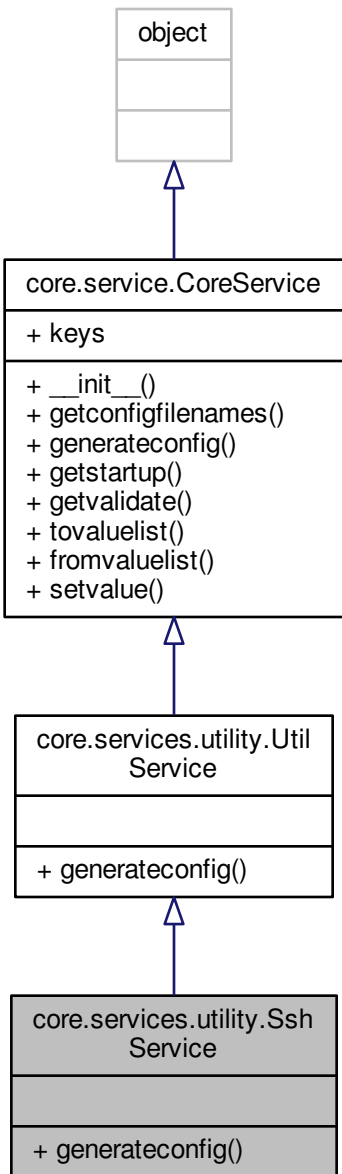 object
core.service.CoreService
+ keys
+ __init__()
+ getconfigfilenames()
+ generateconfig()
+ getstartup()
+ getvalidate()
+ tovaluelist()
+ fromvaluelist()
+ setvalue()
core.services.utility.Util
Service
+ generateconfig()
core.services.utility.Ssh
Service
+ generateconfig()